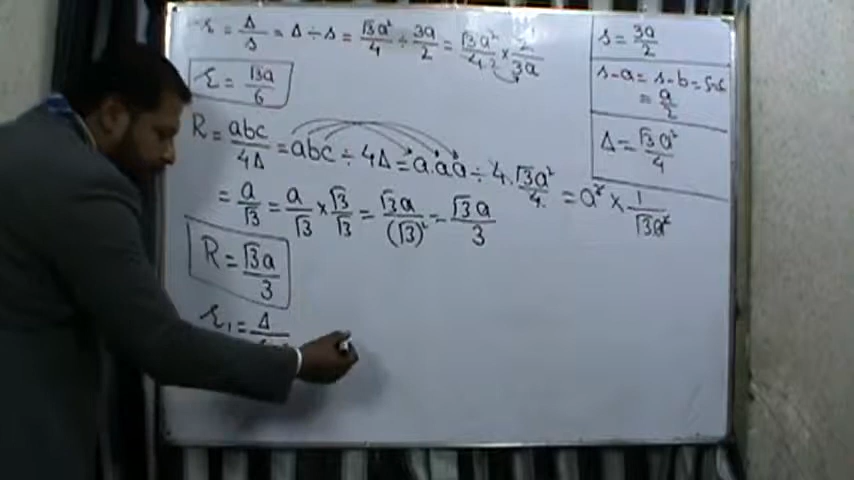 r = Δ/s = Δ ÷ s = √3a²/4 ÷ 3a/2 = √3a²/4.2 × 2/3a
r = √3a/6
R = abc/4Δ = abc ÷ 4Δ = a.a.a ÷ 4.√3a²/4 = a³ × 1/√3a²
= a/√3 = a/√3 × √3/√3 = √3a/(√3)² = √3a/3
R = √3a/3
r₁ = Δ
s = 3a/2
s-a = s-b = s-c
= a/2
Δ = √3a²/4